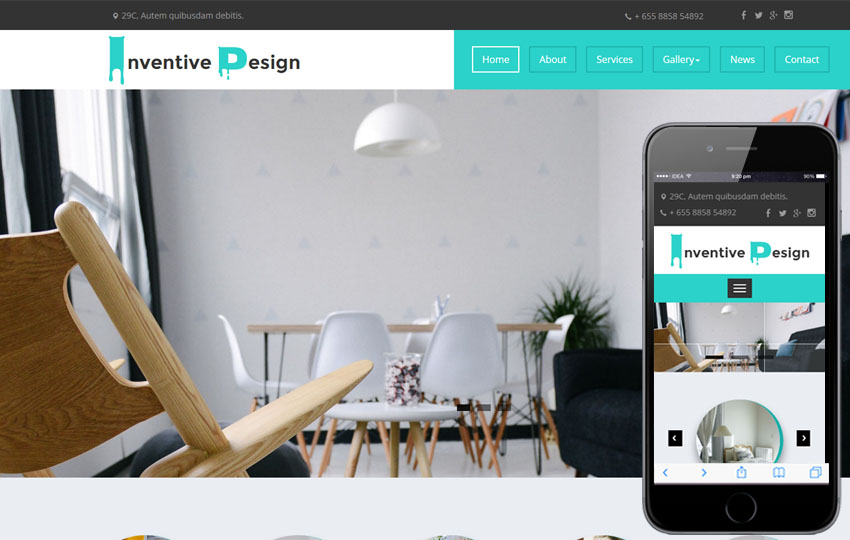 29C, Autem quibusdam debitis.
+ 655 8858 54892
Inventive Design
Home
About
Services
Gallery
News
Contact
IDEA
9:20 pm
90%
29C, Autem quibusdam debitis,
+ 655 8858 54892
Inventive Design